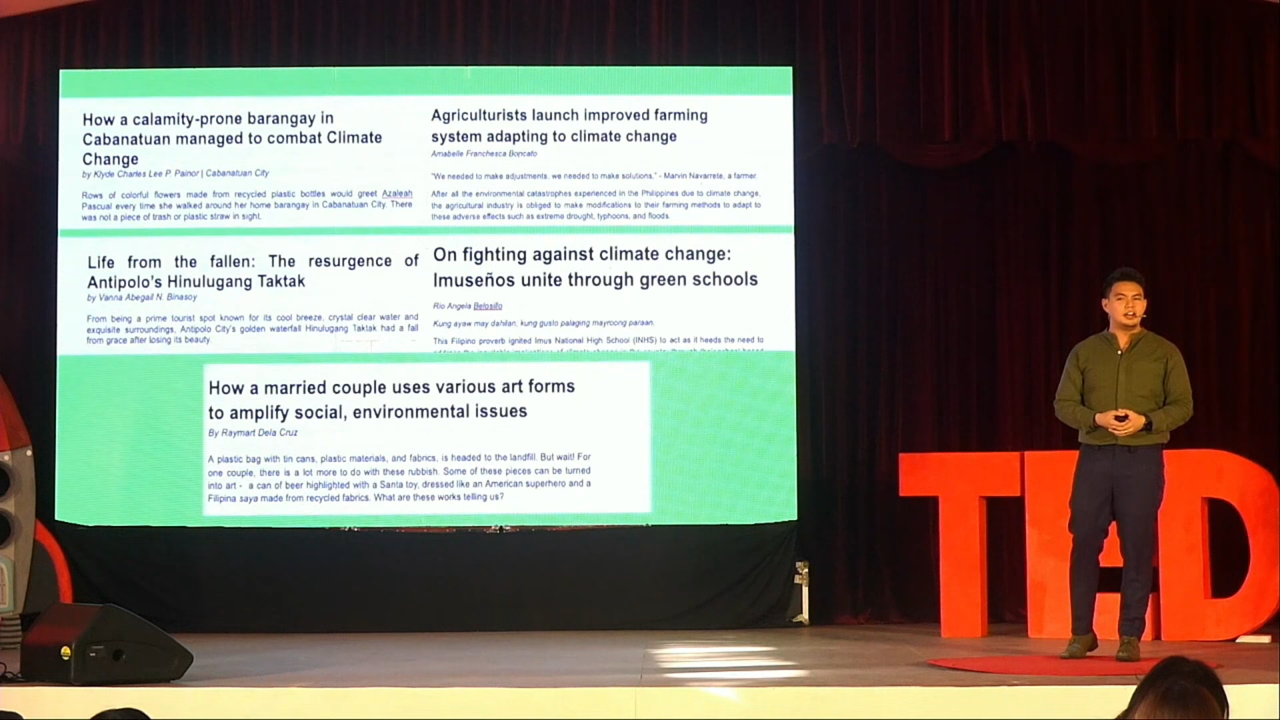 How a calamity-prone barangay in
Cabanatuan managed to combat Climate
Change
by Klyde Charles Lee P. Painor | Cabanatuan City
Rows of colorful flowers made from recycled plastic bottles would greet Azaleah
Pascual every time she walked around her home barangay in Cabanatuan City. There
was not a piece of trash or plastic straw in sight.
Agriculturists launch improved farming
system adapting to climate change
Amabelle Franchesca Boncato
"We needed to make adjustments, we needed to make solutions," - Marvin Navarrete, a farmer.
After all the environmental catastrophes experienced in the Philippines due to climate change,
the agricultural industry is obliged to make modifications to their farming methods to adapt to
these adverse effects such as extreme drought, typhoons, and floods.
Life from the fallen: The resurgence of
Antipolo's Hinulugang Taktak
by Vanna Abegail N. Binasoy
From being a prime tourist spot known for its cool breeze, crystal clear water and
exquisite surroundings, Antipolo City's golden waterfall Hinulugang Taktak had a fall
from grace after losing its beauty.
On fighting against climate change:
Imuseños unite through green schools
Rio Angela Belosillo
Kung ayaw may dahilan, kung gusto palaging mayroong paraan.
This Filipino proverb ignited Imus National High School (INHS) to act as it heeds the need to
How a married couple uses various art forms
to amplify social, environmental issues
By Raymart Dela Cruz
A plastic bag with tin cans, plastic materials, and fabrics, is headed to the landfill. But wait! For
one couple, there is a lot more to do with these rubbish. Some of these pieces can be turned
into art - a can of beer highlighted with a Santa toy, dressed like an American superhero and a
Filipina saya made from recycled fabrics. What are these works telling us?
TED